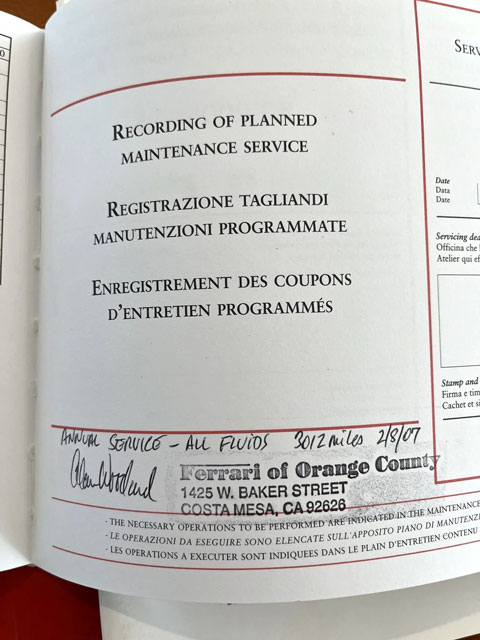 0
RECORDING OF PLANNED
MAINTENANCE SERVICE
REGISTRAZIONE TAGLIANDI
MANUTENZIONI PROGRAMMATE
ENREGISTREMENT DES COUPONS
D'ENTRETIEN PROGRAMMÉS
ANNUAL SERVICE - ALL FLUIDS 3012 miles 2/8/07
Ferrari of Orange County
1425 W. BAKER STREET
COSTA MESA, CA 92626
- THE NECESSARY OPERATIONS TO BE PERFORMED ARE INDICATED IN THE MAINTENANCE
- LE OPERAZIONI DA ESEGUIRE SONO ELENCATE SULL'APPOSITO PIANO DI MANUTENZI
- LES OPERATIONS A EXECUTER SONT INDIQUEES DANS LE PLAIN D'ENTRETIEN CONTENU
SERV
Date
Data
Date
Servicing dea
Officina che
Atelier qui ef
Stamp and
Firma e tim
Cachet et si